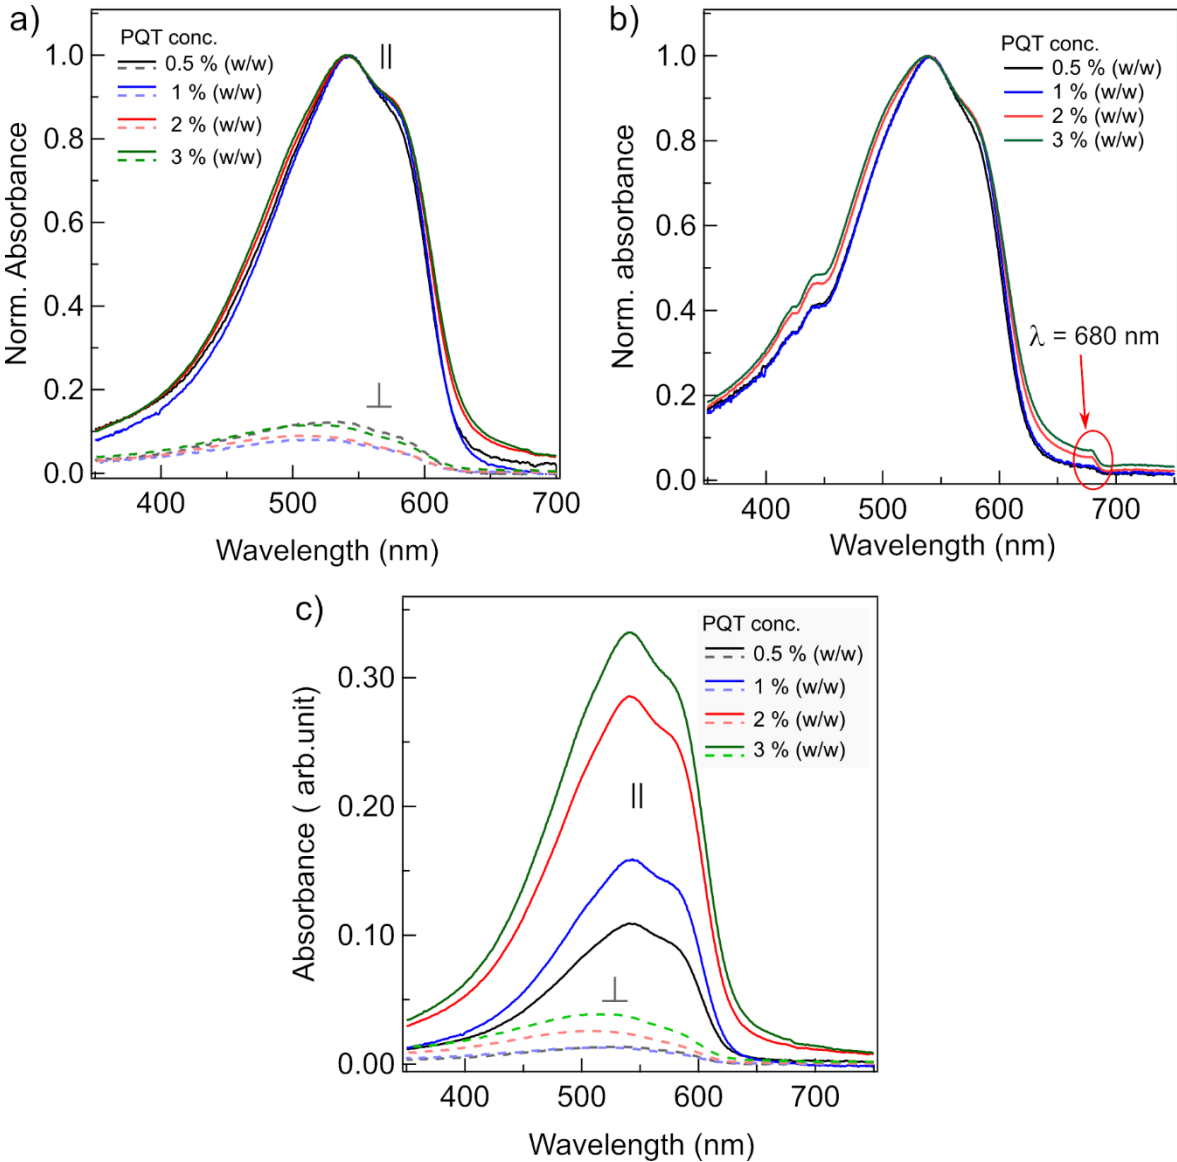 a)
PQT conc.
0.5 % (w/w)
1 % (w/w)
2 % (w/w)
3 % (w/w)
||
⊥
1.0
0.8
0.6
0.4
0.2
0.0
Norm. Absorbance
400 500 600 700
Wavelength (nm)
b)
PQT conc.
0.5 % (w/w)
1 % (w/w)
2 % (w/w)
3 % (w/w)
λ = 680 nm
1.0
0.8
0.6
0.4
0.2
0.0
Norm. absorbance
400 500 600 700
Wavelength (nm)
c)
PQT conc.
0.5 % (w/w)
1 % (w/w)
2 % (w/w)
3 % (w/w)
||
⊥
0.30
0.20
0.10
0.00
Absorbance ( arb.unit)
400 500 600 700
Wavelength (nm)